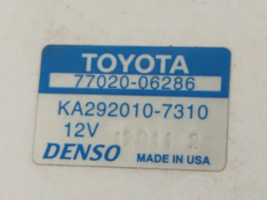 TOYOTA
77020-06286
KA292010-7310
12V
DENSO MADE IN USA